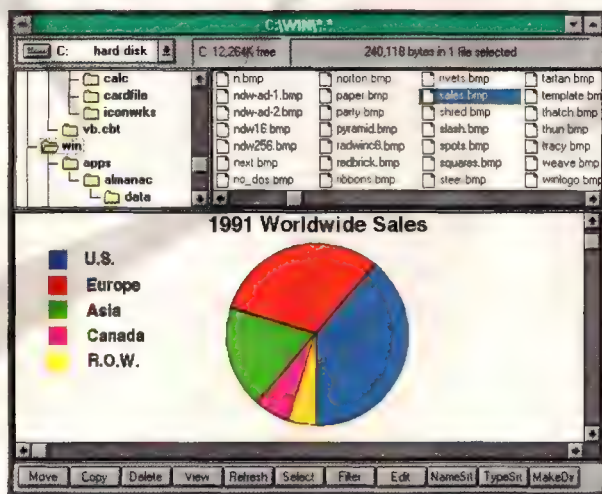 C:\WIN\*.*
C: hard disk
C: 12,264K free
240,118 bytes in 1 file selected
calc
cardfile
iconwrks
vb.cbt
win
apps
almanac
data
n.bmp
ndw-ad-1.bmp
ndw-ad-2.bmp
ndw16.bmp
ndw256.bmp
next.bmp
no_dos.bmp
norton.bmp
paper.bmp
party.bmp
pyramid.bmp
radwinc8.bmp
redbrick.bmp
ribbons.bmp
rivets.bmp
sales.bmp
shred.bmp
slash.bmp
spots.bmp
squares.bmp
steer.bmp
tartan.bmp
template.b
thatch.b
thun.bmp
tracy.bmp
weave.bmp
winlogo.bmp
1991 Worldwide Sales
U.S.
Europe
Asia
Canada
R.O.W.
Move Copy Delete View Refresh Select Filter Edit NameSrt TypeSrt MakeDir